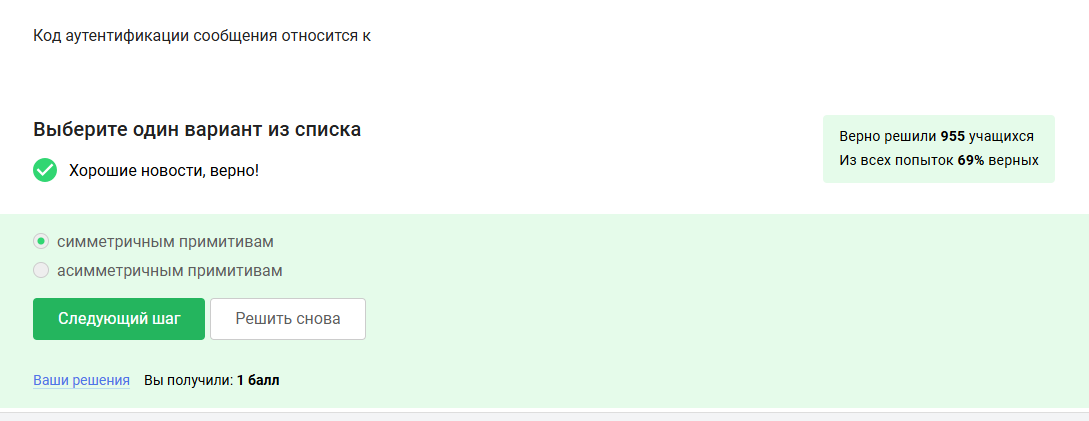 Код аутентификации сообщения относится к
Выберите один вариант из списка
Верно решили 955 учащихся
Из всех попыток 69% верных
Хорошие новости, верно!
симметричным примитивам
асимметричным примитивам
Следующий шаг
Решить снова
Ваши решения Вы получили: 1 балл